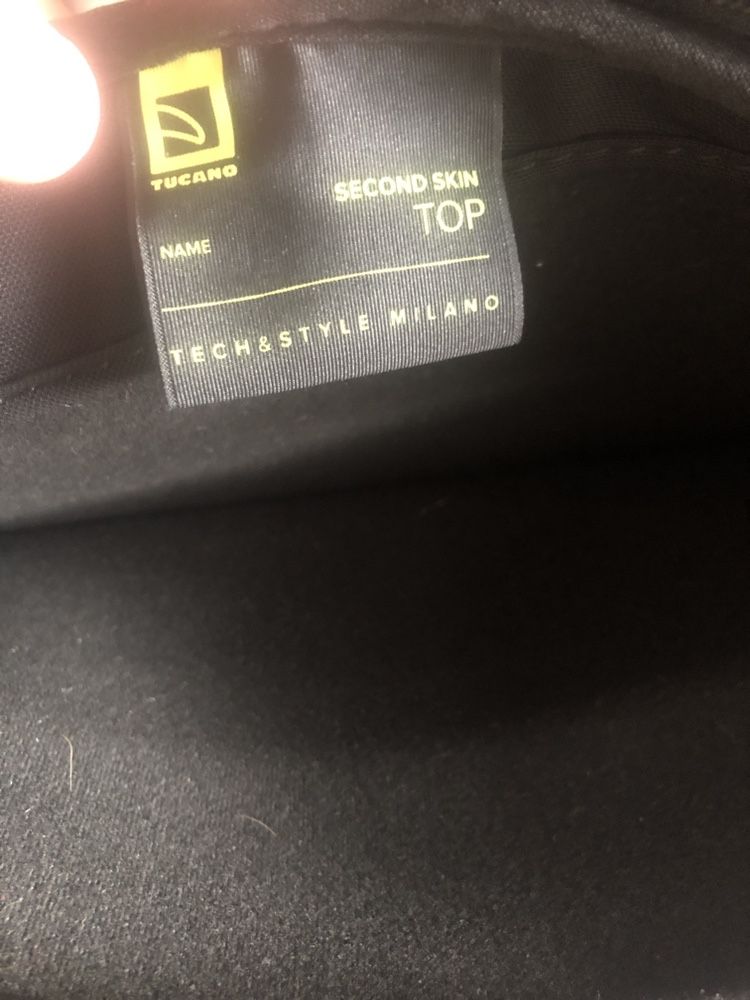 TUCANO
SECOND SKIN
TOP
NAME
TECH&STYLE MILANO